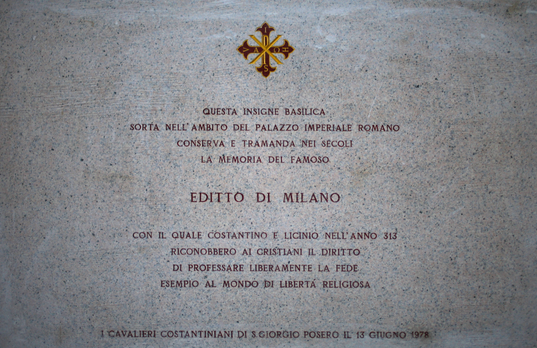 QUESTA INSIGNE BASILICA
SORTA NELL'AMBITO DEL PALAZZO IMPERIALE ROMANO
CONSERVA E TRAMANDA NEI SECOLI
LA MEMORIA DEL FAMOSO
EDITTO DI MILANO
CON IL QUALE COSTANTINO E LICINIO NELL'ANNO 313
RICONOBBERO AI CRISTIANI IL DIRITTO
DI PROFESSARE LIBERAMENTE LA FEDE
ESEMPIO AL MONDO DI LIBERTÀ RELIGIOSA
I CAVALIERI COSTANTINIANI DI S.GIORGIO POSERO IL 13 GIUGNO 1978